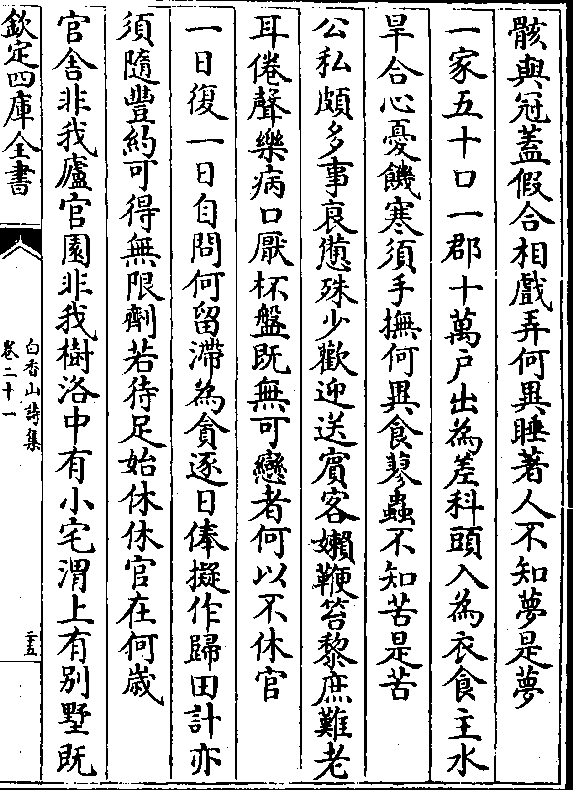 骸與冠蓋假合相戲弄何異睡著人不知夢是夢
一家五十口一郡十萬戶出為差科頭入為衣食主水
旱合心憂饑寒須手撫何異食蓼蟲不知苦是苦
公私頗多事衰憊殊少歡迎送賓客嬾鞭笞黎庶難老
耳倦聲樂病口厭杯盤既無可戀者何以不休官
一日復一日自問何留滯為貪逐日俸擬作歸田計亦
須隨豐約可得無限劑若待足始休休官在何歲
官舍非我廬官園非我樹洛中有小宅渭上有別墅既
欽定四庫全書
白香山詩集
卷二十一
二十五